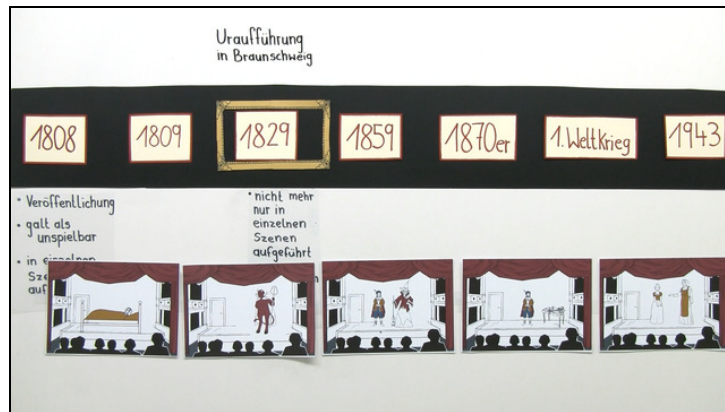 Uraufführung
in Braunschweig
1808
1809
1829
1859
1870er
1. Weltkrieg
1943
• Veröffentlichung
• galt als
unspielbar
• in einzelnen
• nicht mehr
nur in
einzelnen
Szenen
aufgeführt